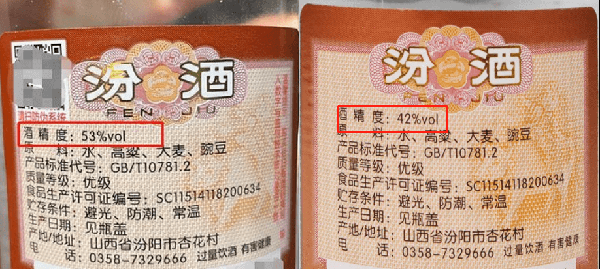 汾酒
FEN JIU
酒精度：53%vol
原料：水、高粱、大麦、豌豆
产品标准代号：GB/T10781.2
质量等级：优级
食品生产许可证编号：SC11514118200634
贮存条件：避光、防潮、常温
生产日期：见瓶盖
产地/地址：山西省汾阳市杏花村
电话：0358-7329666 过量饮酒 有害健康
汾酒
FEN JIU
酒精度：42%vol
原料：水、高粱、大麦、豌豆
产品标准代号：GB/T10781.2
质量等级：优级
食品生产许可证编号：SC11514118200634
贮存条件：避光、防潮、常温
生产日期：见瓶盖
产地/地址：山西省汾阳市杏花村
电话：0358-7329666 过量饮酒 有害健康